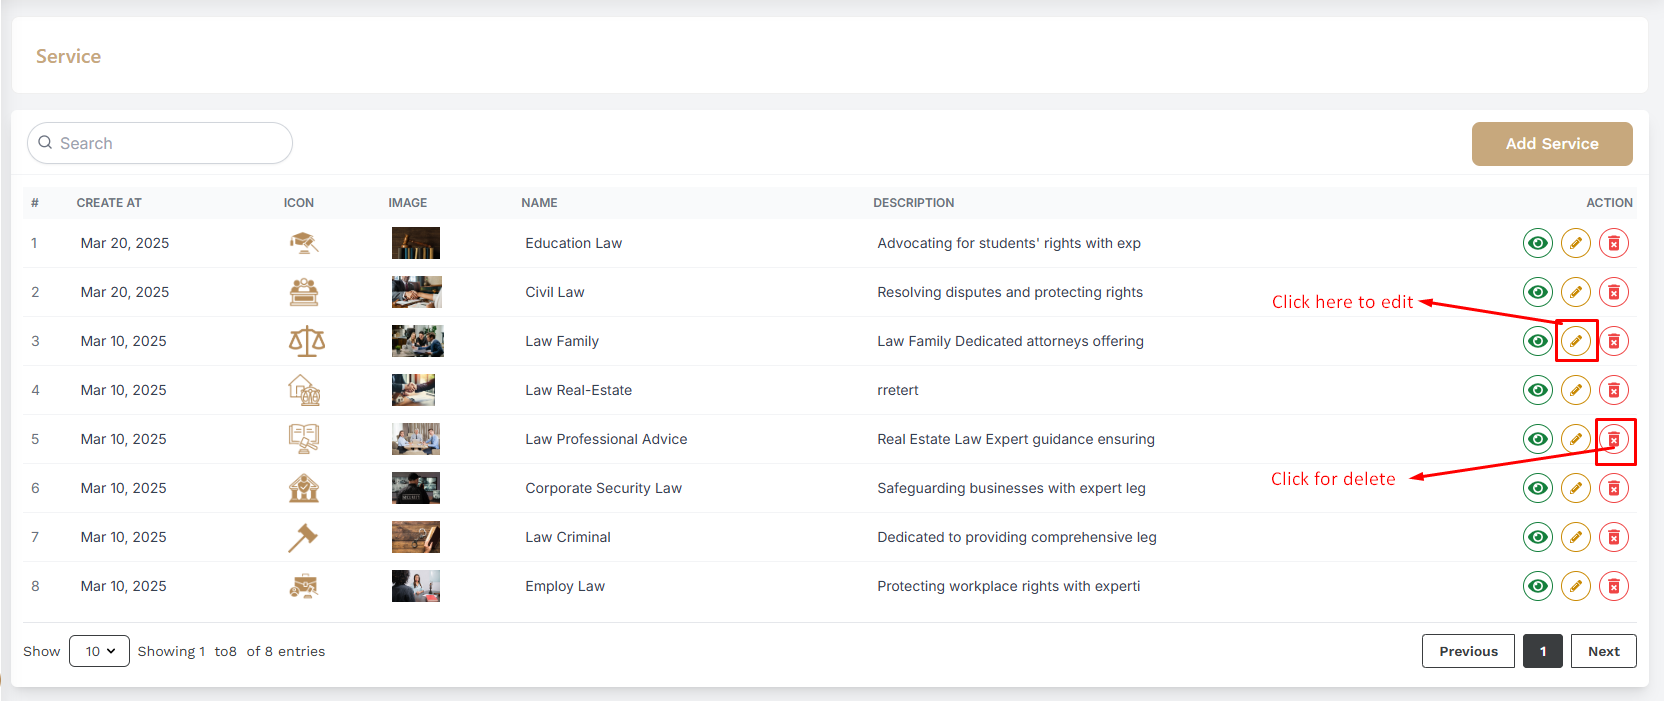 Service
Search
Add Service
# CREATE AT ICON IMAGE NAME DESCRIPTION ACTION
1 Mar 20, 2025 Education Law Advocating for students' rights with exp
2 Mar 20, 2025 Civil Law Resolving disputes and protecting rights
Click here to edit
3 Mar 10, 2025 Law Family Law Family Dedicated attorneys offering
4 Mar 10, 2025 Law Real-Estate rretert
5 Mar 10, 2025 Law Professional Advice Real Estate Law Expert guidance ensuring
Click for delete
6 Mar 10, 2025 Corporate Security Law Safeguarding businesses with expert leg
7 Mar 10, 2025 Law Criminal Dedicated to providing comprehensive leg
8 Mar 10, 2025 Employ Law Protecting workplace rights with experti
Show 10 Showing 1 to8 of 8 entries Previous 1 Next